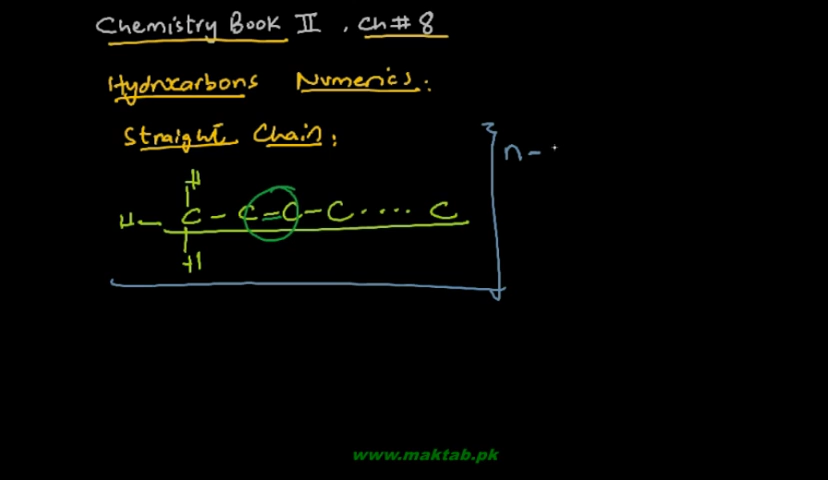 Chemistry Book II , Ch # 8
Hydrocarbons Numerics:
Straight Chain:
n -
H
H - C - C = C - C ..... C
H
www.maktab.pk